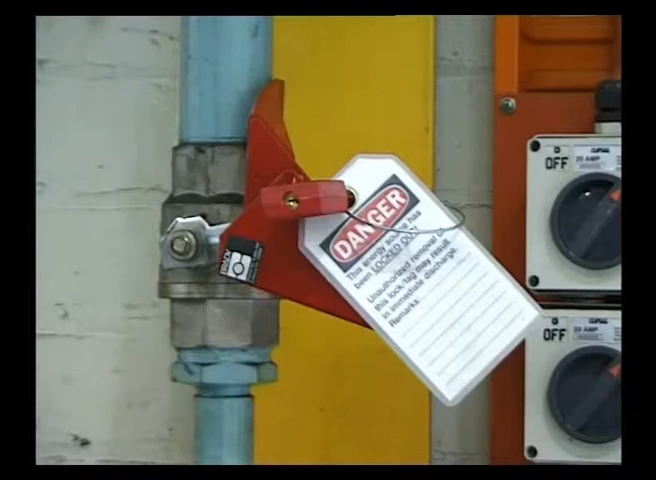 DANGER
This energy source has
been LOCKED OUT!
Unauthorized removal of
this lock/tag may result
in immediate discharge.
Remarks:
OFF
CLIPSAL
20 AMP
OFF
20 AMP